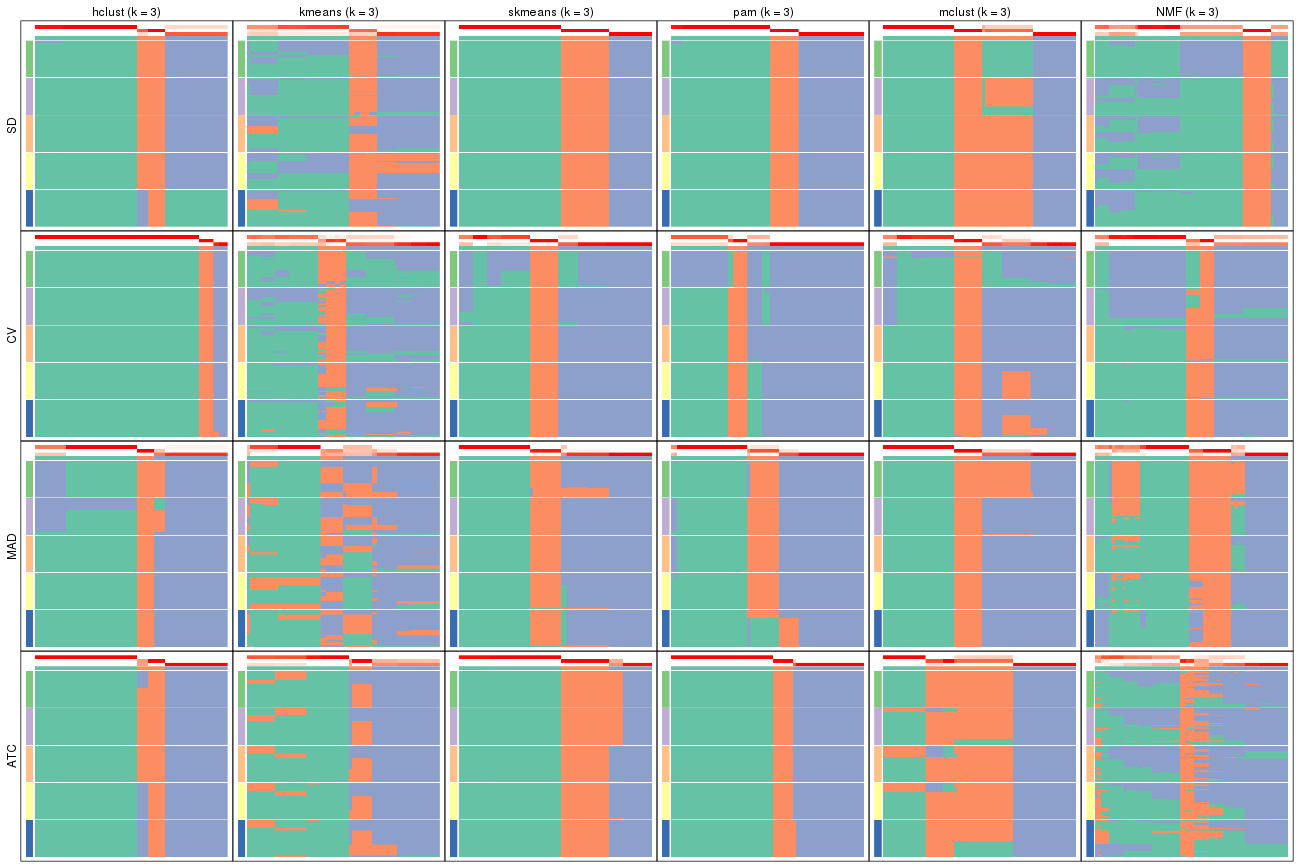 hclust (k = 3) kmeans (k = 3) skmeans (k = 3) pam (k = 3) mclust (k = 3) NMF (k = 3)
SD
CV
MAD
ATC